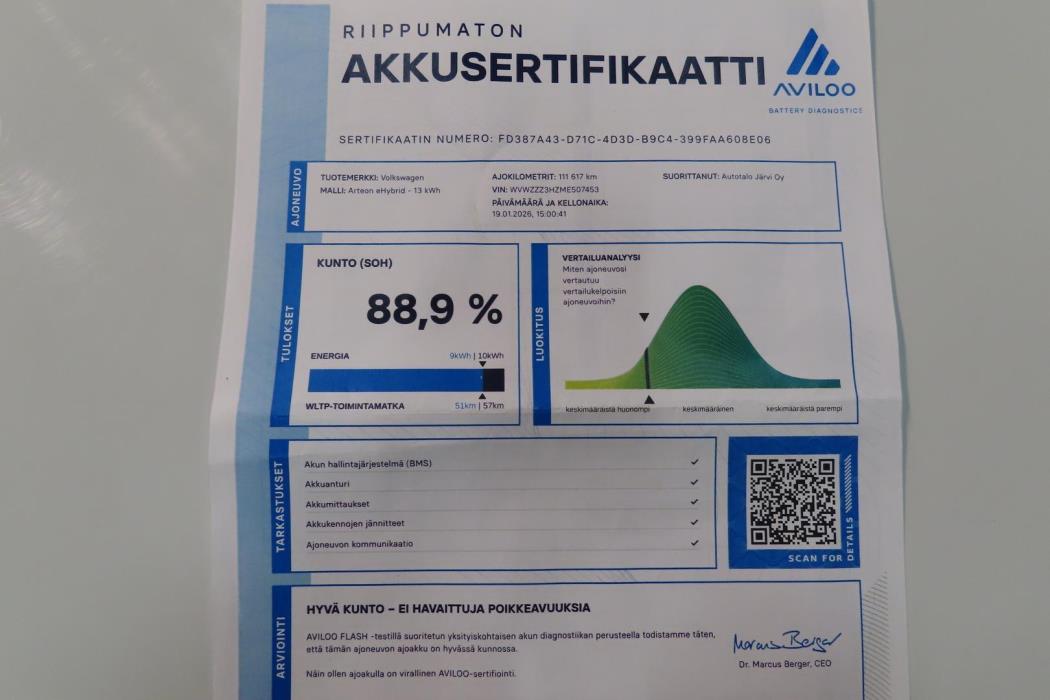 RIIPPUMATON
AKKUSERTIFIKAATTI
AVILOO
BATTERY DIAGNOSTICS
SERTIFIKAATIN NUMERO: FD387A43-D71C-4D3D-B9C4-399FAA608E06
AJONEUVO
TUOTEMERKKI: Volkswagen
MALLI: Arteon eHybrid - 13 kWh
AJOKILOMETRIT: 111 617 km
VIN: WVWZZZ3HZME507453
PÄIVÄMÄÄRÄ JA KELLONAIKA:
19.01.2026, 15:00:41
SUORITTANUT: Autotalo Järvi Oy
TULOKSET
KUNTO (SOH)
88,9 %
ENERGIA 9kWh | 10kWh
WLTP-TOIMINTAMATKA 51km | 57km
LUOKITUS
VERTAILUANALYYSI
Miten ajoneuvosi
vertautuu
vertailukelpoisiin
ajoneuvoihin?
keskimääräistä huonompi keskimääräinen keskimääräistä parempi
TARKASTUKSET
Akun hallintajärjestelmä (BMS)
Akkuanturi
Akkumittaukset
Akkukennojen jännitteet
Ajoneuvon kommunikaatio
SCAN FOR DETAILS
ARVIOINTI
HYVÄ KUNTO – EI HAVAITTUJA POIKKEAVUUKSIA
AVILOO FLASH -testillä suoritetun yksityiskohtaisen akun diagnostiikan perusteella todistamme täten,
että tämän ajoneuvon ajoakku on hyvässä kunnossa.
Näin ollen ajoakulla on virallinen AVILOO-sertifiointi.
Marcus Berger
Dr. Marcus Berger, CEO